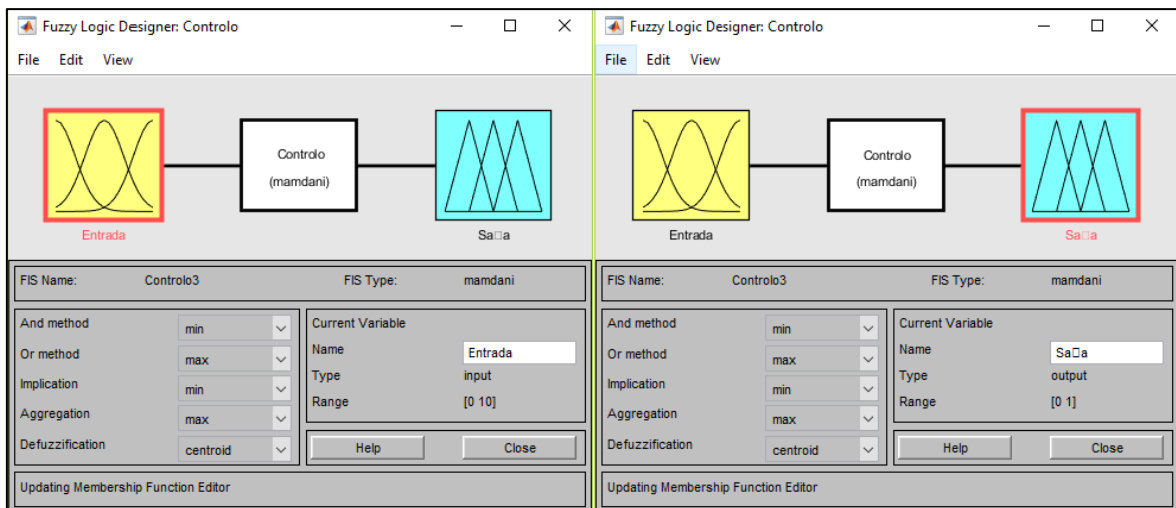 Fuzzy Logic Designer: Controlo
File Edit View
Controlo
(mamdani)
Entrada
Sa□a
FIS Name: Controlo3 FIS Type: mamdani
And method min
Or method max
Implication min
Aggregation max
Defuzzification centroid
Current Variable
Name Entrada
Type input
Range [0 10]
Help Close
Updating Membership Function Editor
Fuzzy Logic Designer: Controlo
File Edit View
Controlo
(mamdani)
Entrada
Sa□a
FIS Name: Controlo3 FIS Type: mamdani
And method min
Or method max
Implication min
Aggregation max
Defuzzification centroid
Current Variable
Name Sa□a
Type output
Range [0 1]
Help Close
Updating Membership Function Editor